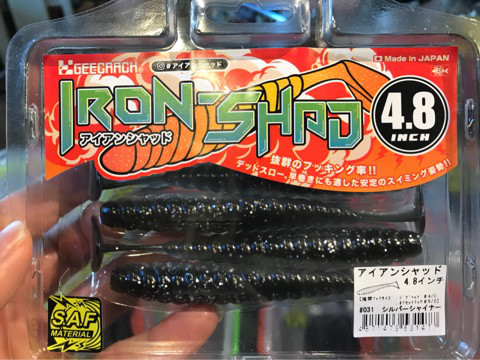 GEECRACK
#アイアンシャッド
Made in JAPAN
IRON-SHAD
アイアンシャッド
4.8
INCH
抜群のフッキング率!!
デッドスロー、早巻きにも適した安定のスイミング姿勢!!
SAF
MATERIAL
アイアンシャッド
4.8インチ
#031 シルバーシャイナー